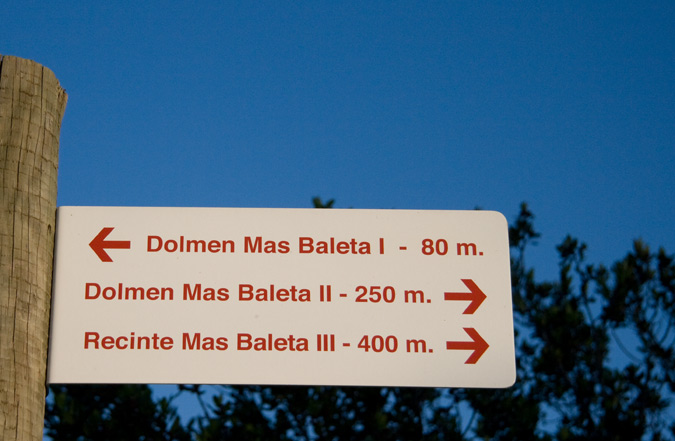 Dolmen Mas Baleta I - 80 m.
Dolmen Mas Baleta II - 250 m.
Recinte Mas Baleta III - 400 m.